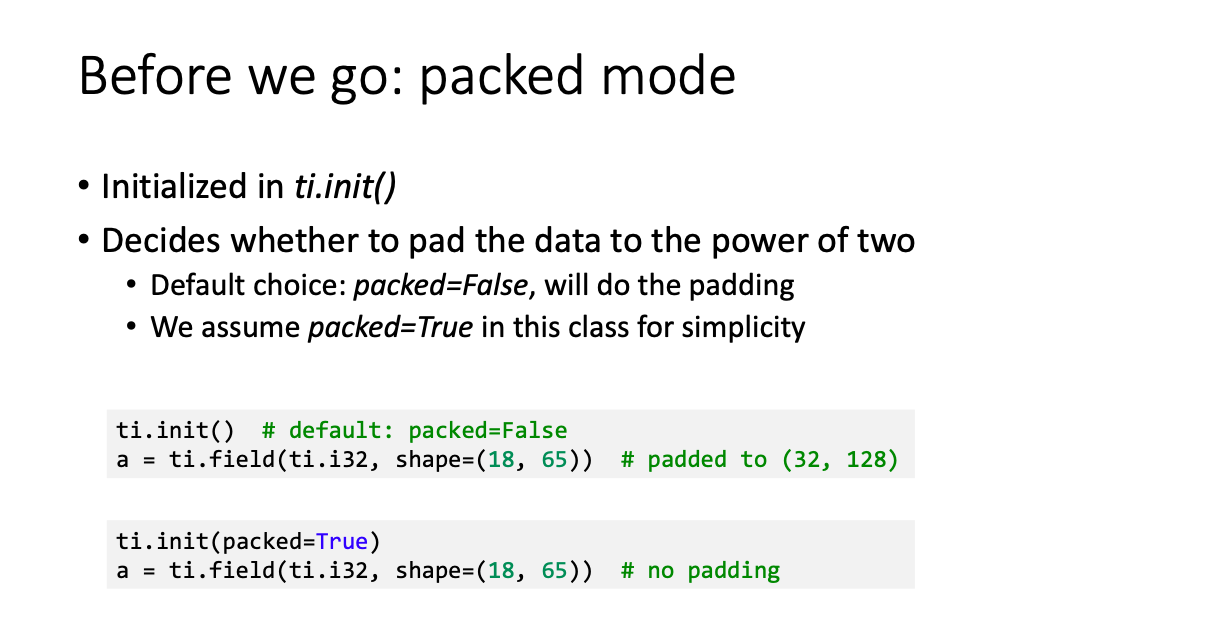 Before we go: packed mode
• Initialized in ti.init()
• Decides whether to pad the data to the power of two
• Default choice: packed=False, will do the padding
• We assume packed=True in this class for simplicity
ti.init()  # default: packed=False
a = ti.field(ti.i32, shape=(18, 65))  # padded to (32, 128)
ti.init(packed=True)
a = ti.field(ti.i32, shape=(18, 65))  # no padding